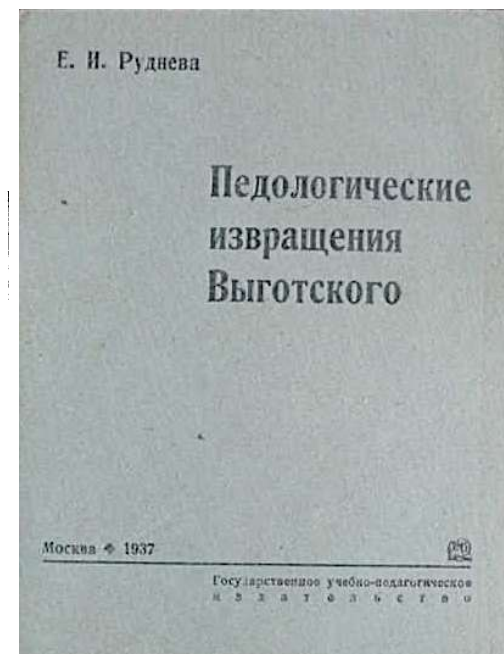 Е. И. Руднева
Педологические
извращения
Выготского
Москва 1937
Государственное учебно-педагогическое
издательство